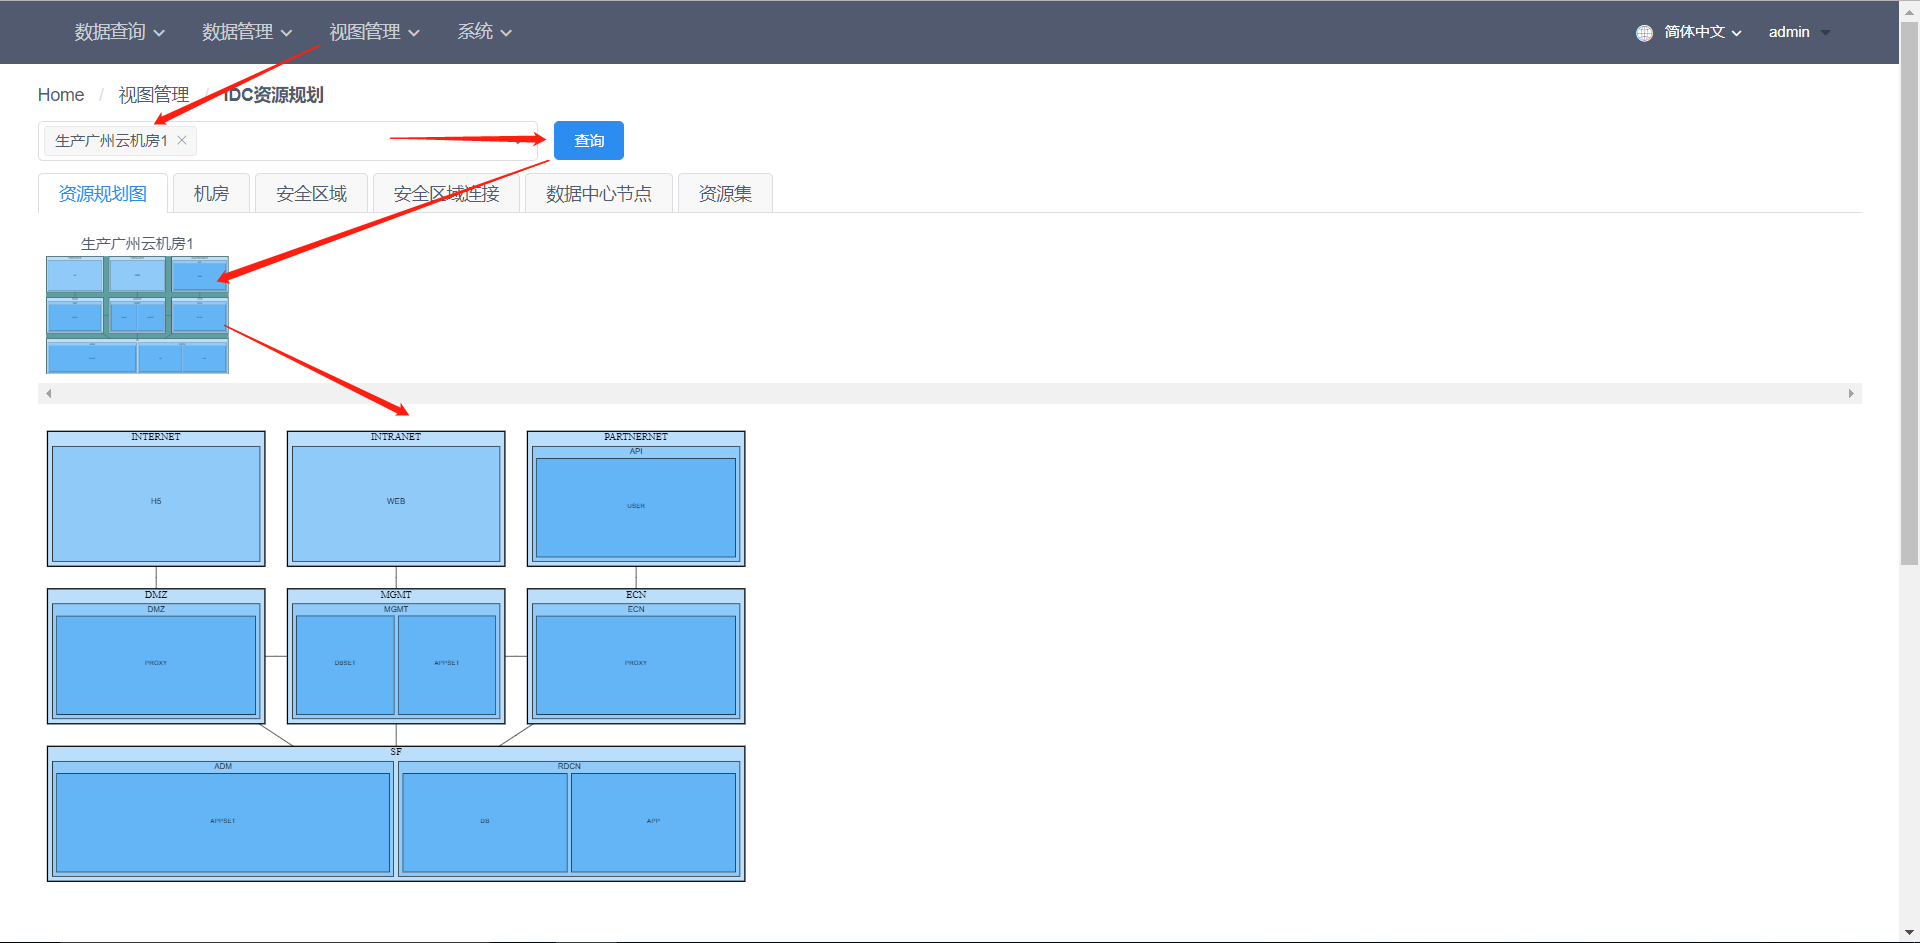 数据查询 数据管理 视图管理 系统 简体中文 admin
Home / 视图管理 / IDC资源规划
生产广州云机房1 × 查询
资源规划图 机房 安全区域 安全区域连接 数据中心节点 资源集
生产广州云机房1
INTERNET INTRANET PARTNERNET
API
H5 WEB USER
DMZ MGMT ECN
DMZ MGMT ECN
PROXY DBSET APPSET PROXY
SF
ADM RDCN
APPSET DB APP